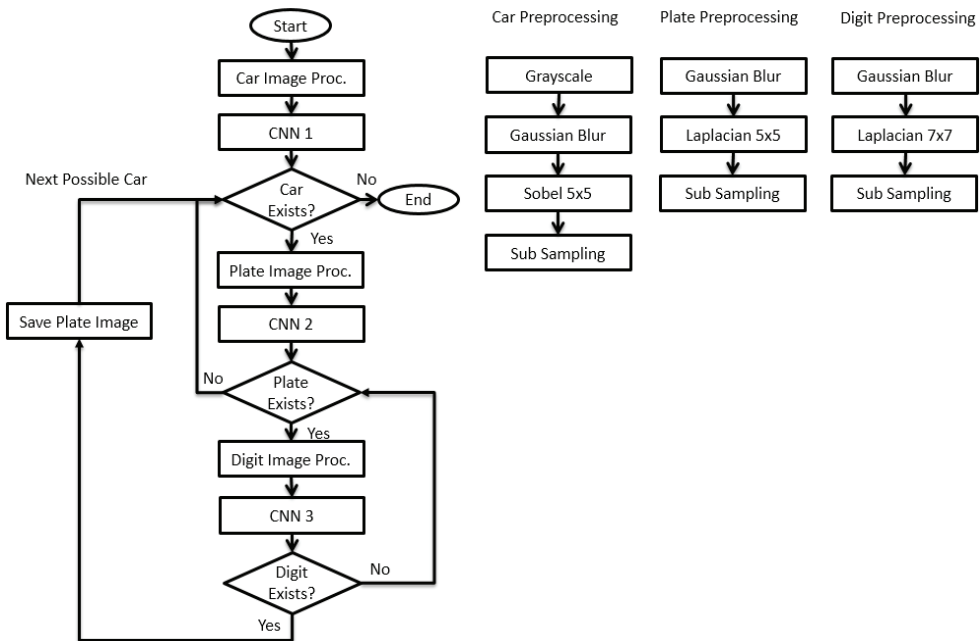 Start
Car Image Proc.
CNN 1
Next Possible Car
Car
Exists?
No
End
Yes
Plate Image Proc.
Save Plate Image
CNN 2
No
Plate
Exists?
Yes
Digit Image Proc.
CNN 3
Digit
Exists?
No
Yes
Car Preprocessing
Grayscale
Gaussian Blur
Sobel 5x5
Sub Sampling
Plate Preprocessing
Gaussian Blur
Laplacian 5x5
Sub Sampling
Digit Preprocessing
Gaussian Blur
Laplacian 7x7
Sub Sampling